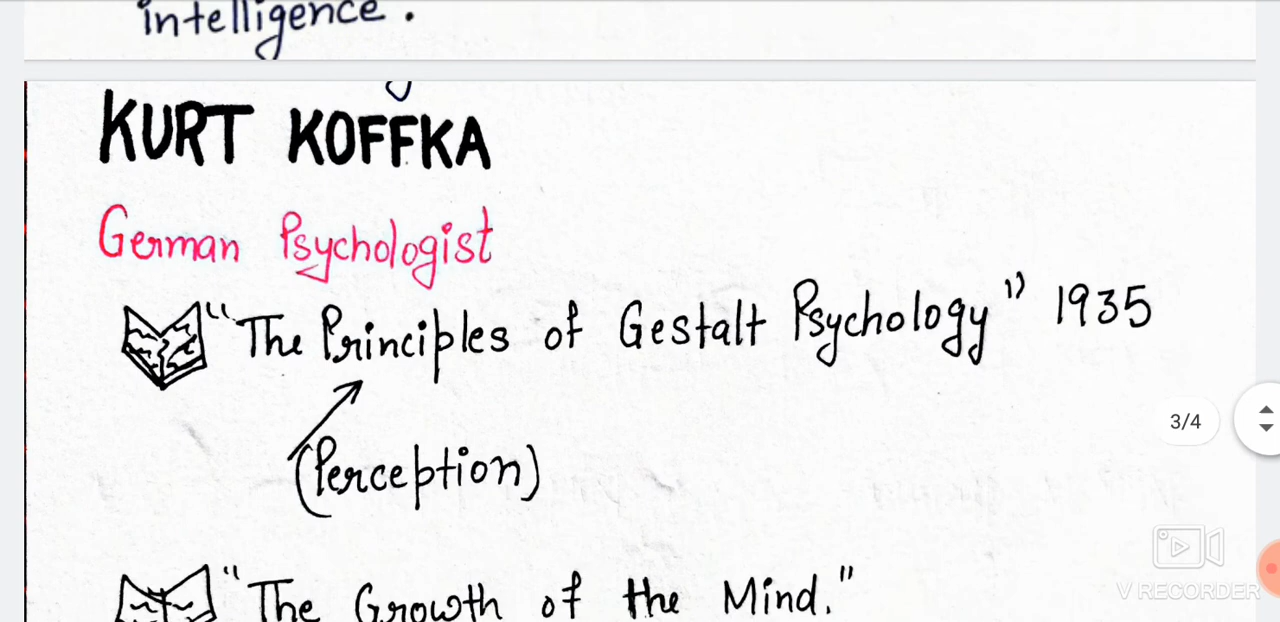 intelligence.
KURT KOFFKA
German Psychologist
"The Principles of Gestalt Psychology" 1935
(Perception)
3/4
"The Growth of the Mind."
V RECORDER